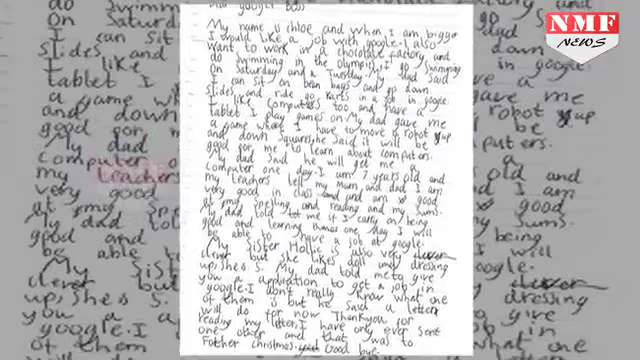 Dear google boss
My name is chloe and when I am bigger
I would like a job with google. I also
want to work in a chocolate factory and
do swimming in the olympics. I go swimming
on Saturday and a Tuesday. My dad said
I can sit on bean bags and go down
slides and ride go karts in a job in google.
I like computers too and have a
tablet I play games on. My dad gave me
a game where I have to move a robot up
and down squares, he said it will be
good for me to learn about computers.
My dad said he will get me a
computer one day. I am 7 years old and
my teachers tell my mum and dad I am
very good in class and am good
at my spelling and reading and my sums.
My dad told me if I carry on being
good and learning then one day I will
be able to have a job at google.
My sister Hollie is also very
clever but she likes dolls and dressing
up, she is 5. My dad told me to give
you a application to get a job in
google. I don't really know what one
of them is but he said a letter
will do for now. Thank you for
reading my letter, I have only ever sent
one other and that was to
Father christmas. Good bye.
NMF
NEWS